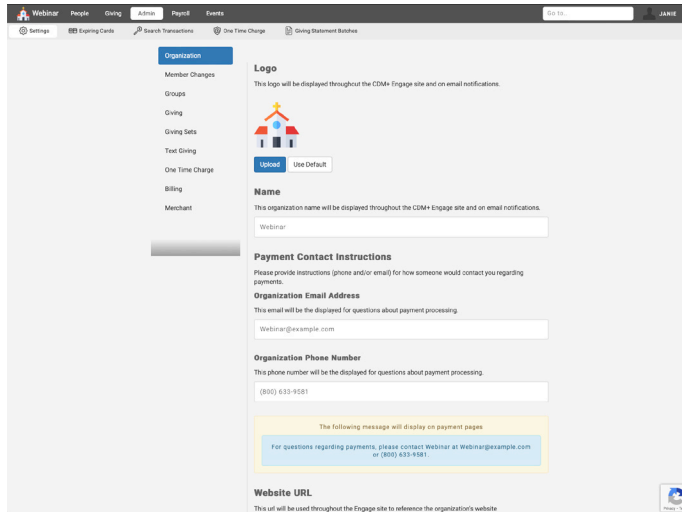 Webinar People Giving Admin Payroll Events Go to.. JANIE
Settings Expiring Cards Search Transactions One Time Charge Giving Statement Batches
Organization
Member Changes
Groups
Giving
Giving Sets
Text Giving
One Time Charge
Billing
Merchant
Logo
This logo will be displayed throughout the CDM+ Engage site and on email notifications.
Upload Use Default
Name
This organization name will be displayed throughout the CDM+ Engage site and on email notifications.
Webinar
Payment Contact Instructions
Please provide instructions (phone and/or email) for how someone would contact you regarding
payments.
Organization Email Address
This email will be the displayed for questions about payment processing.
Webinar@example.com
Organization Phone Number
This phone number will be the displayed for questions about payment processing.
(800) 633-9581
The following message will display on payment pages
For questions regarding payments, please contact Webinar at Webinar@example.com
or (800) 633-9581.
Website URL
This url will be used throughout the Engage site to reference the organization's website